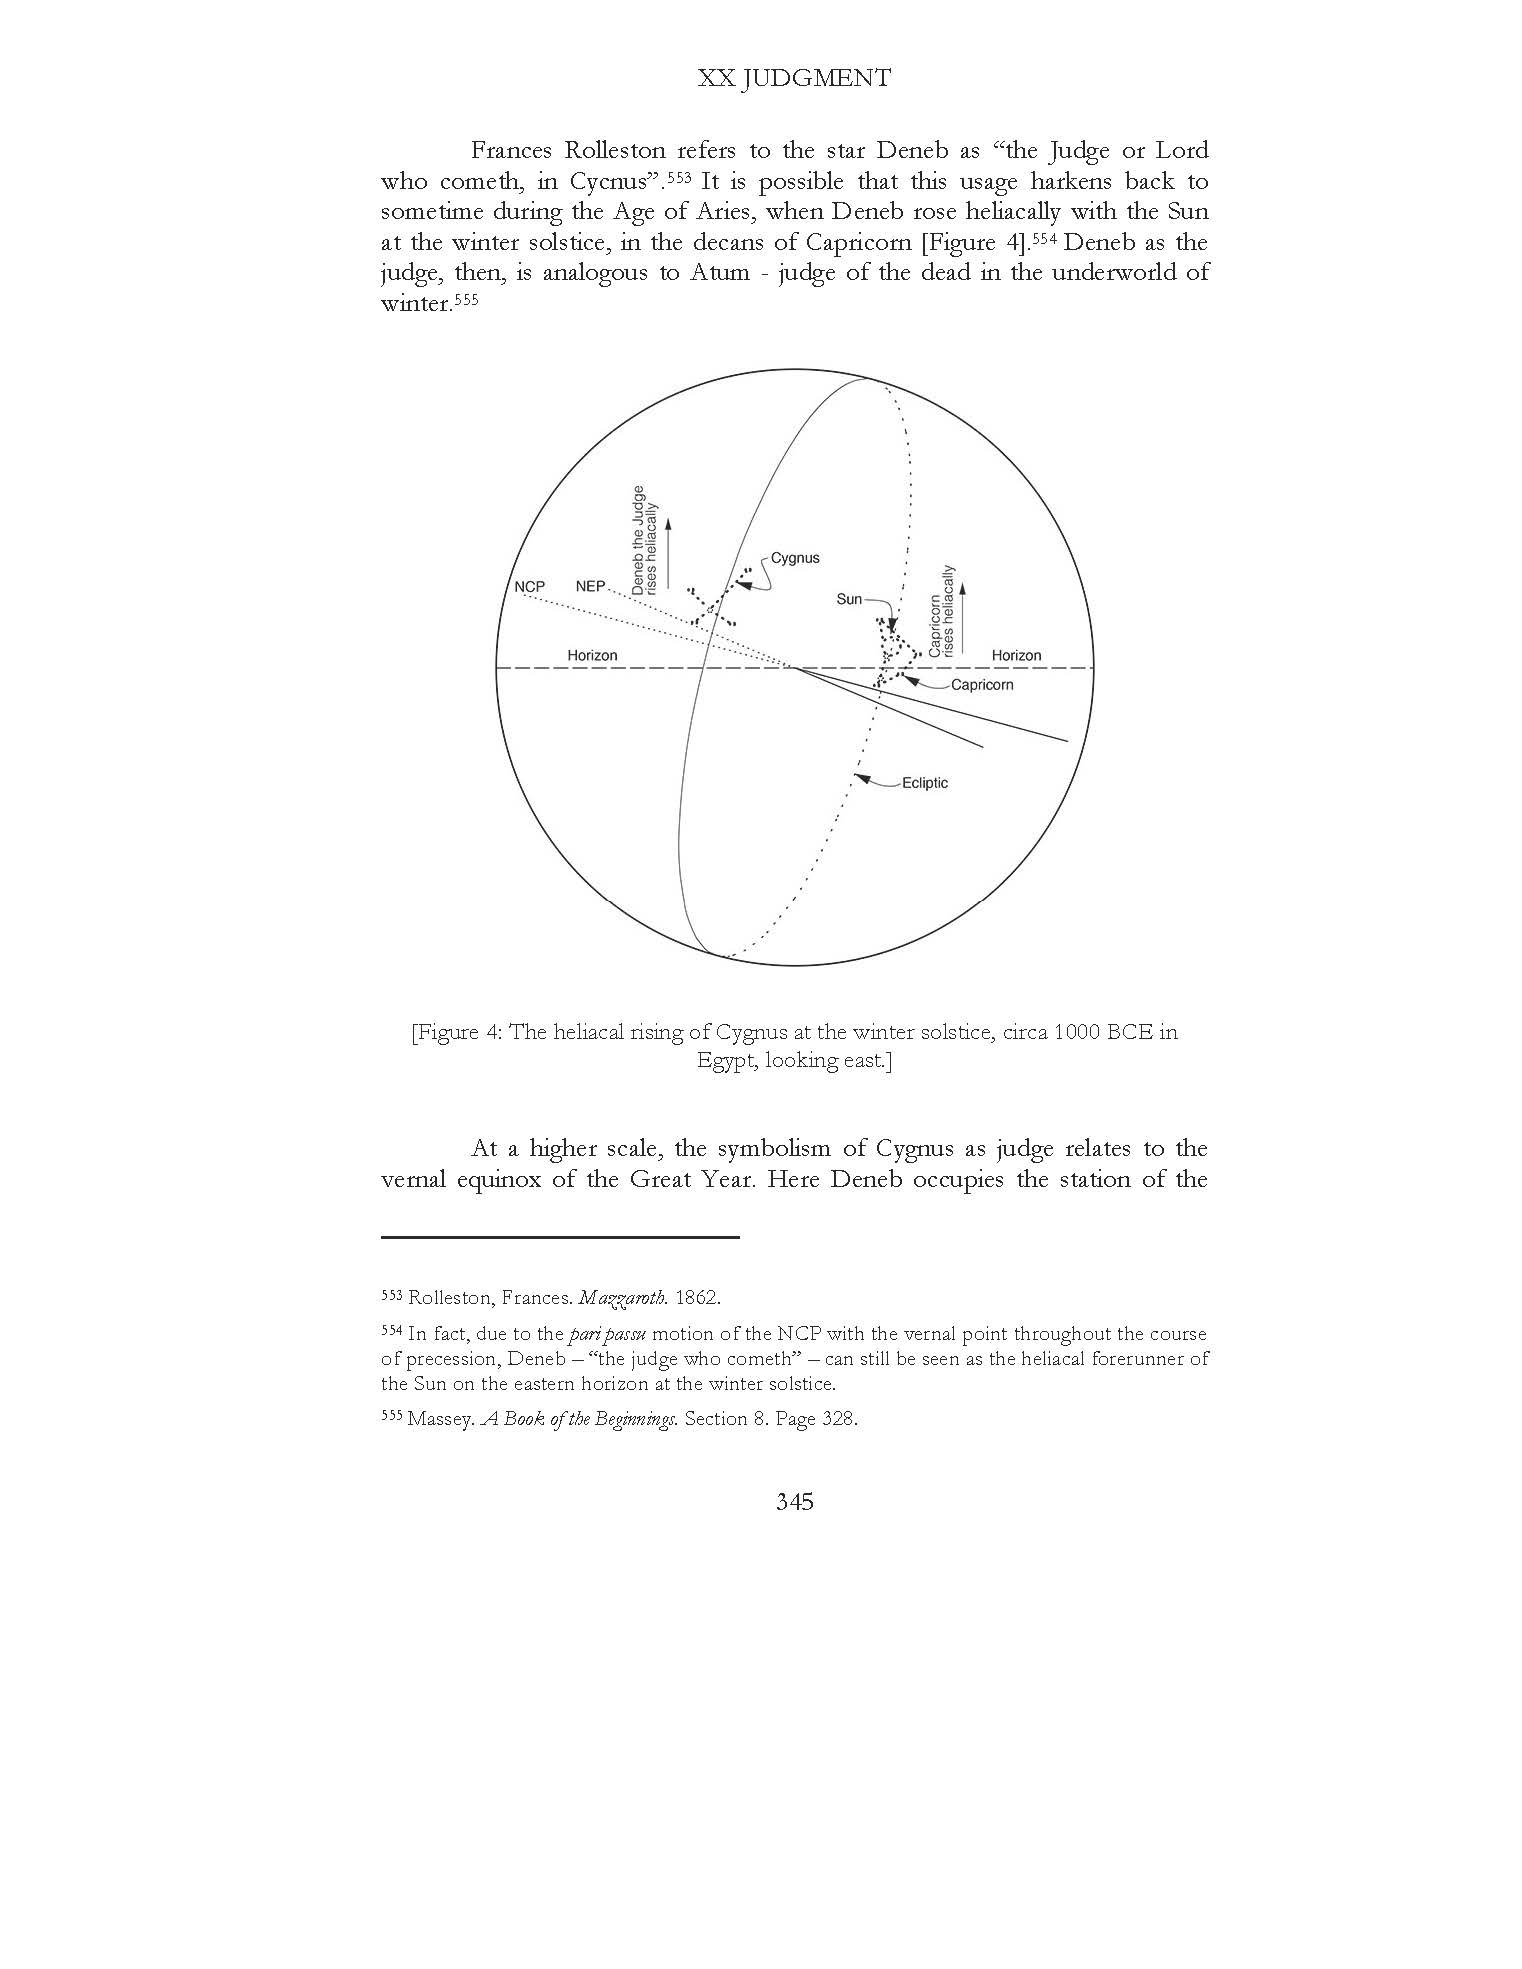 XX JUDGMENT
Frances Rolleston refers to the star Deneb as “the Judge or Lord
who cometh, in Cycnus”.553 It is possible that this usage harkens back to
sometime during the Age of Aries, when Deneb rose heliacally with the Sun
at the winter solstice, in the decans of Capricorn [Figure 4].554 Deneb as the
judge, then, is analogous to Atum - judge of the dead in the underworld of
winter.555
Deneb the Judge
rises heliacally
Cygnus
NCP
NEP
Sun
Capricorn
rises heliacally
Horizon
Horizon
Capricorn
Ecliptic
[Figure 4: The heliacal rising of Cygnus at the winter solstice, circa 1000 BCE in
Egypt, looking east.]
At a higher scale, the symbolism of Cygnus as judge relates to the
vernal equinox of the Great Year. Here Deneb occupies the station of the
553 Rolleston, Frances. Mazzaroth. 1862.
554 In fact, due to the pari passu motion of the NCP with the vernal point throughout the course
of precession, Deneb – “the judge who cometh” – can still be seen as the heliacal forerunner of
the Sun on the eastern horizon at the winter solstice.
555 Massey. A Book of the Beginnings. Section 8. Page 328.
345